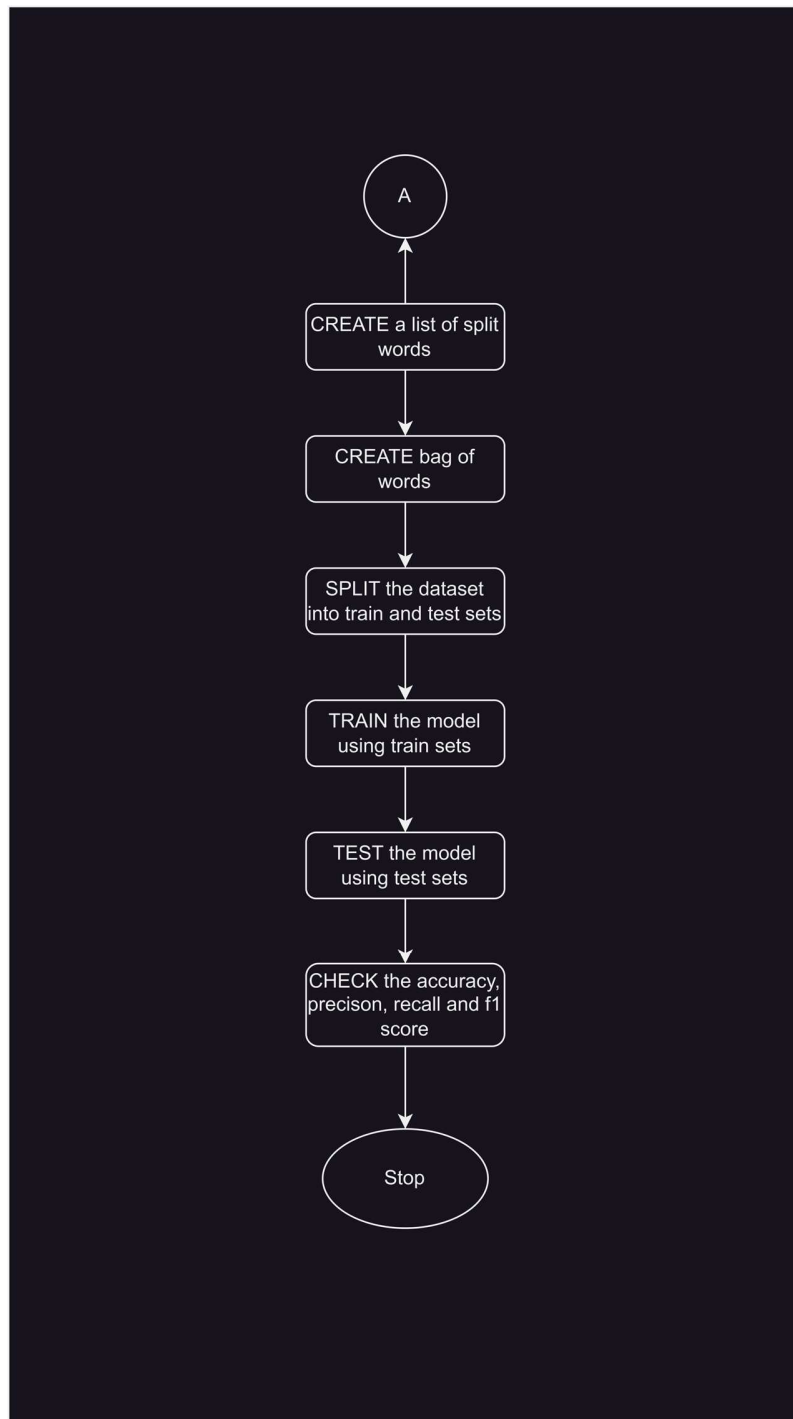 A
CREATE a list of split
words
CREATE bag of
words
SPLIT the dataset
into train and test sets
TRAIN the model
using train sets
TEST the model
using test sets
CHECK the accuracy,
precison, recall and f1
score
Stop